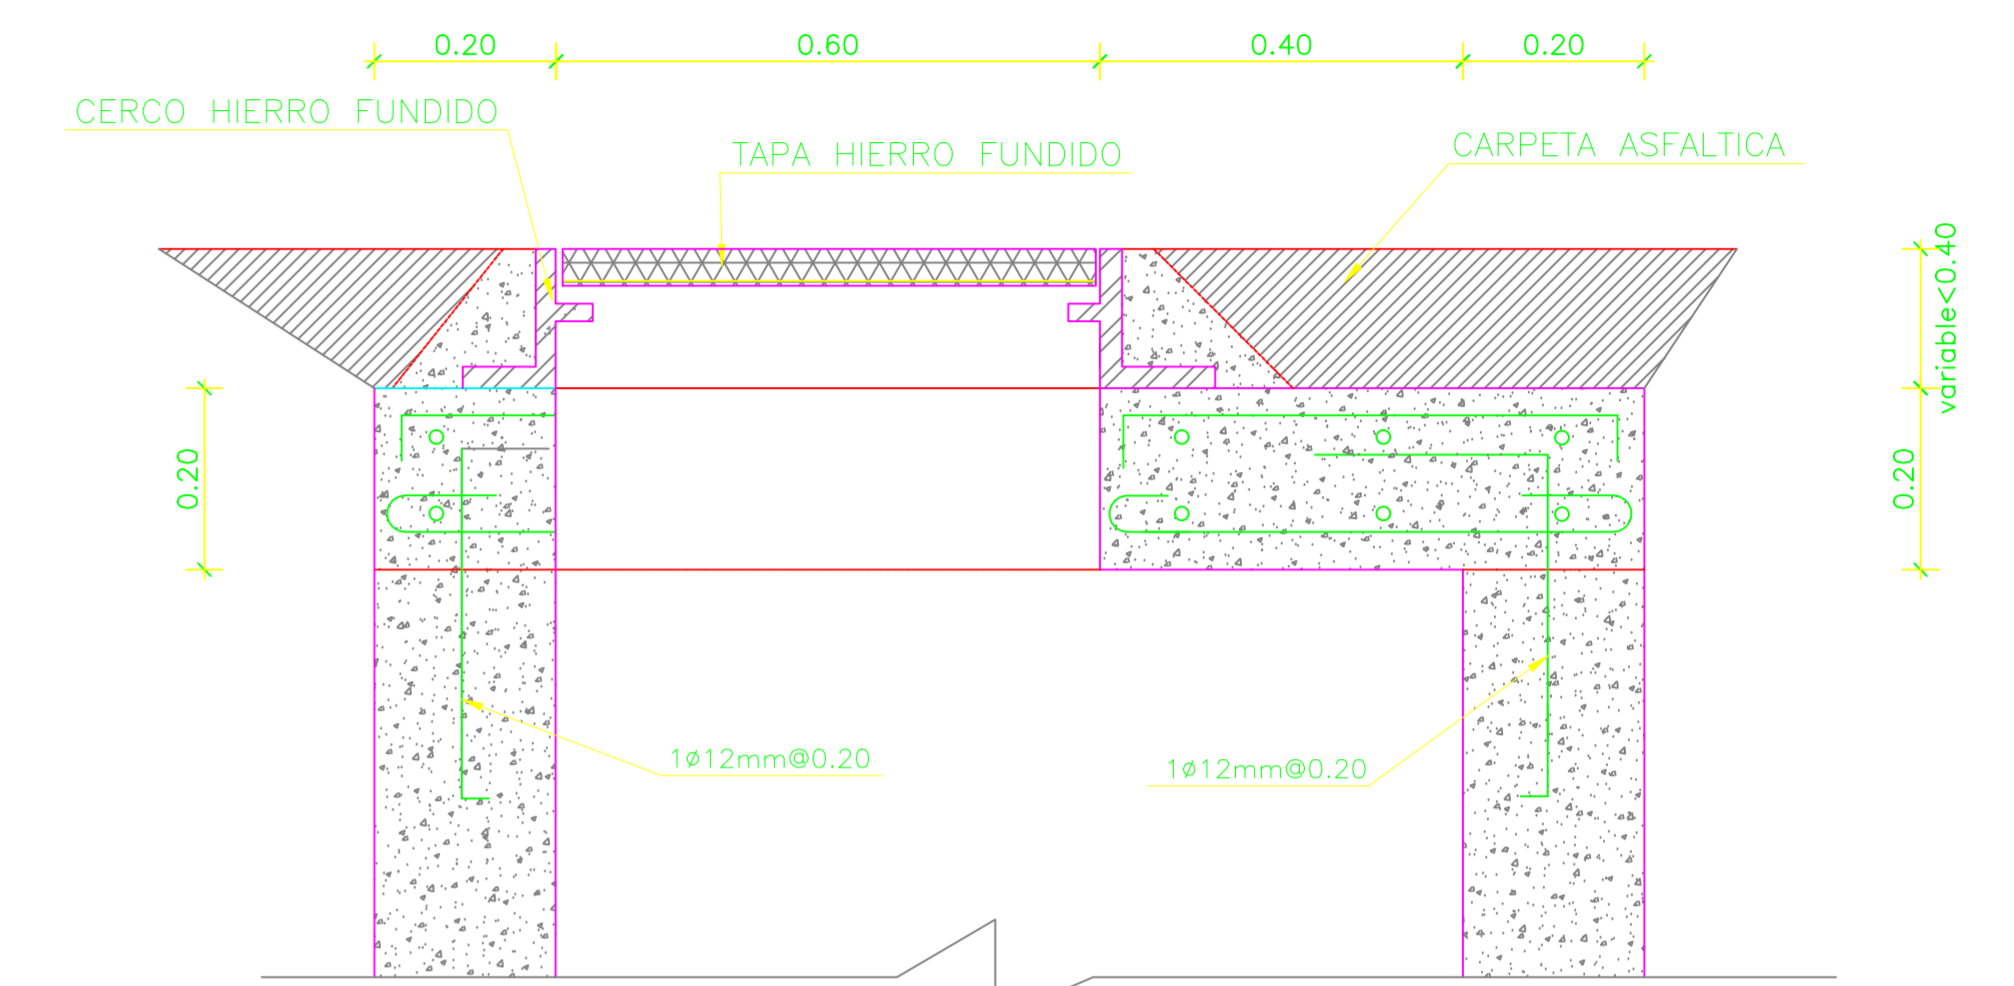 0.20
0.60
0.40
0.20
CERCO HIERRO FUNDIDO
TAPA HIERRO FUNDIDO
CARPETA ASFALTICA
variable<0.40
0.20
0.20
1ø12mm@0.20
1ø12mm@0.20